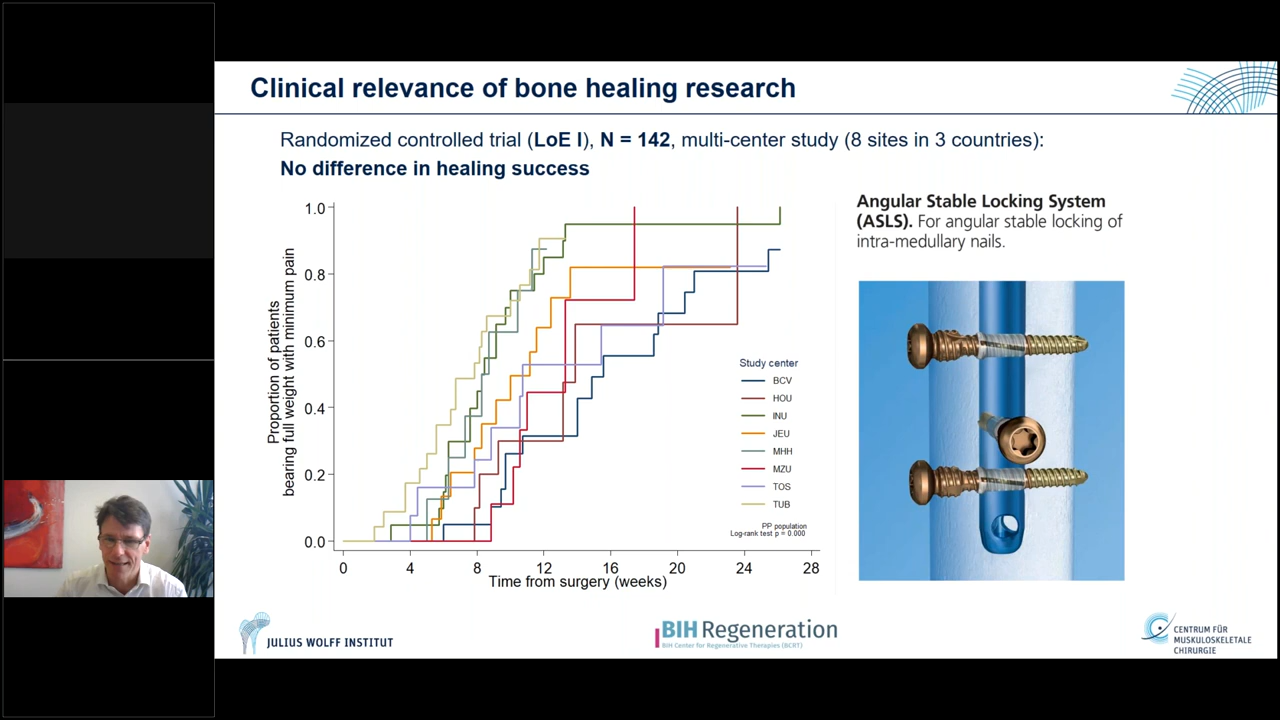 Clinical relevance of bone healing research
Randomized controlled trial (LoE I), N = 142, multi-center study (8 sites in 3 countries):
No difference in healing success
Proportion of patients
bearing full weight with minimum pain
1.0
0.8
0.6
0.4
0.2
0.0
0 4 8 12 16 20 24 28
Time from surgery (weeks)
Study center
BCV
HOU
INU
JEU
MHH
MZU
TOS
TUB
PP population
Log-rank test p = 0.000
Angular Stable Locking System
(ASLS). For angular stable locking of
intra-medullary nails.
JULIUS WOLFF INSTITUT
BIH Regeneration
BIH Center for Regenerative Therapies (BCRT)
CENTRUM FÜR
MUSKULOSKELETALE
CHIRURGIE